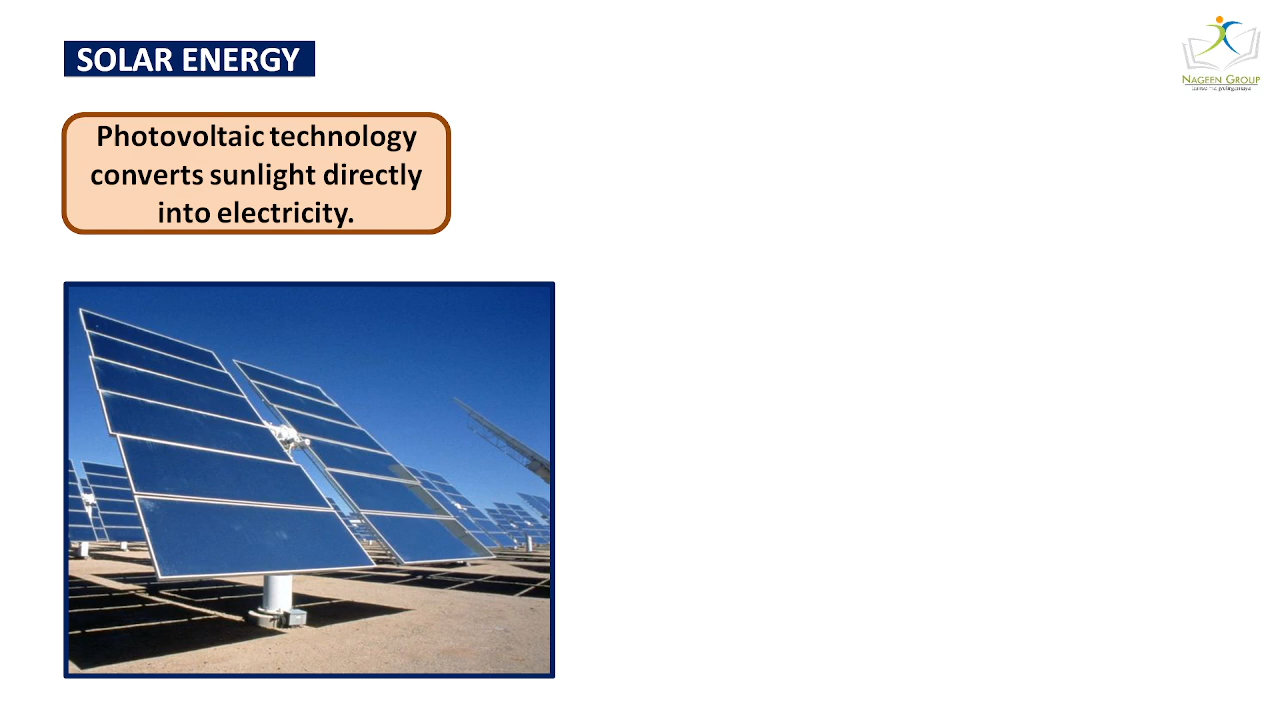 SOLAR ENERGY
NAGEEN GROUP
Photovoltaic technology
converts sunlight directly
into electricity.